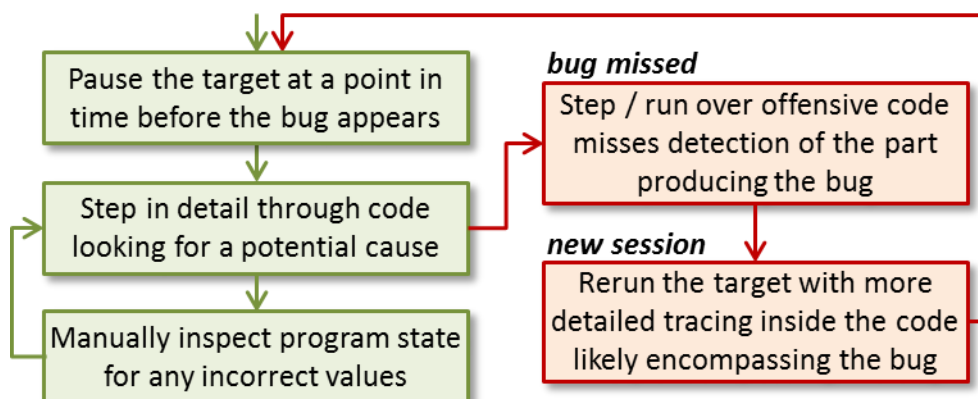 Pause the target at a point in
time before the bug appears
Step in detail through code
looking for a potential cause
Manually inspect program state
for any incorrect values
bug missed
Step / run over offensive code
misses detection of the part
producing the bug
new session
Rerun the target with more
detailed tracing inside the code
likely encompassing the bug